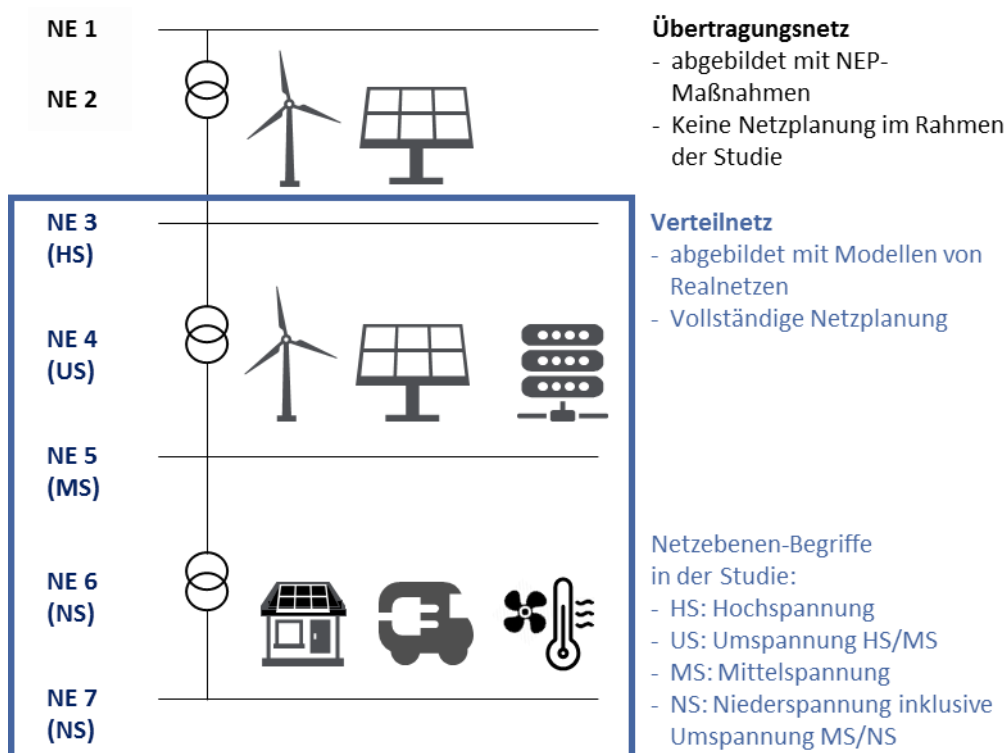 NE 1
NE 2
Übertragungsnetz
- abgebildet mit NEP-
Maßnahmen
- Keine Netzplanung im Rahmen
der Studie
NE 3
(HS)
NE 4
(US)
NE 5
(MS)
NE 6
(NS)
NE 7
(NS)
Verteilnetz
- abgebildet mit Modellen von
Realnetzen
- Vollständige Netzplanung
Netzebenen-Begriffe
in der Studie:
- HS: Hochspannung
- US: Umspannung HS/MS
- MS: Mittelspannung
- NS: Niederspannung inklusive
Umspannung MS/NS